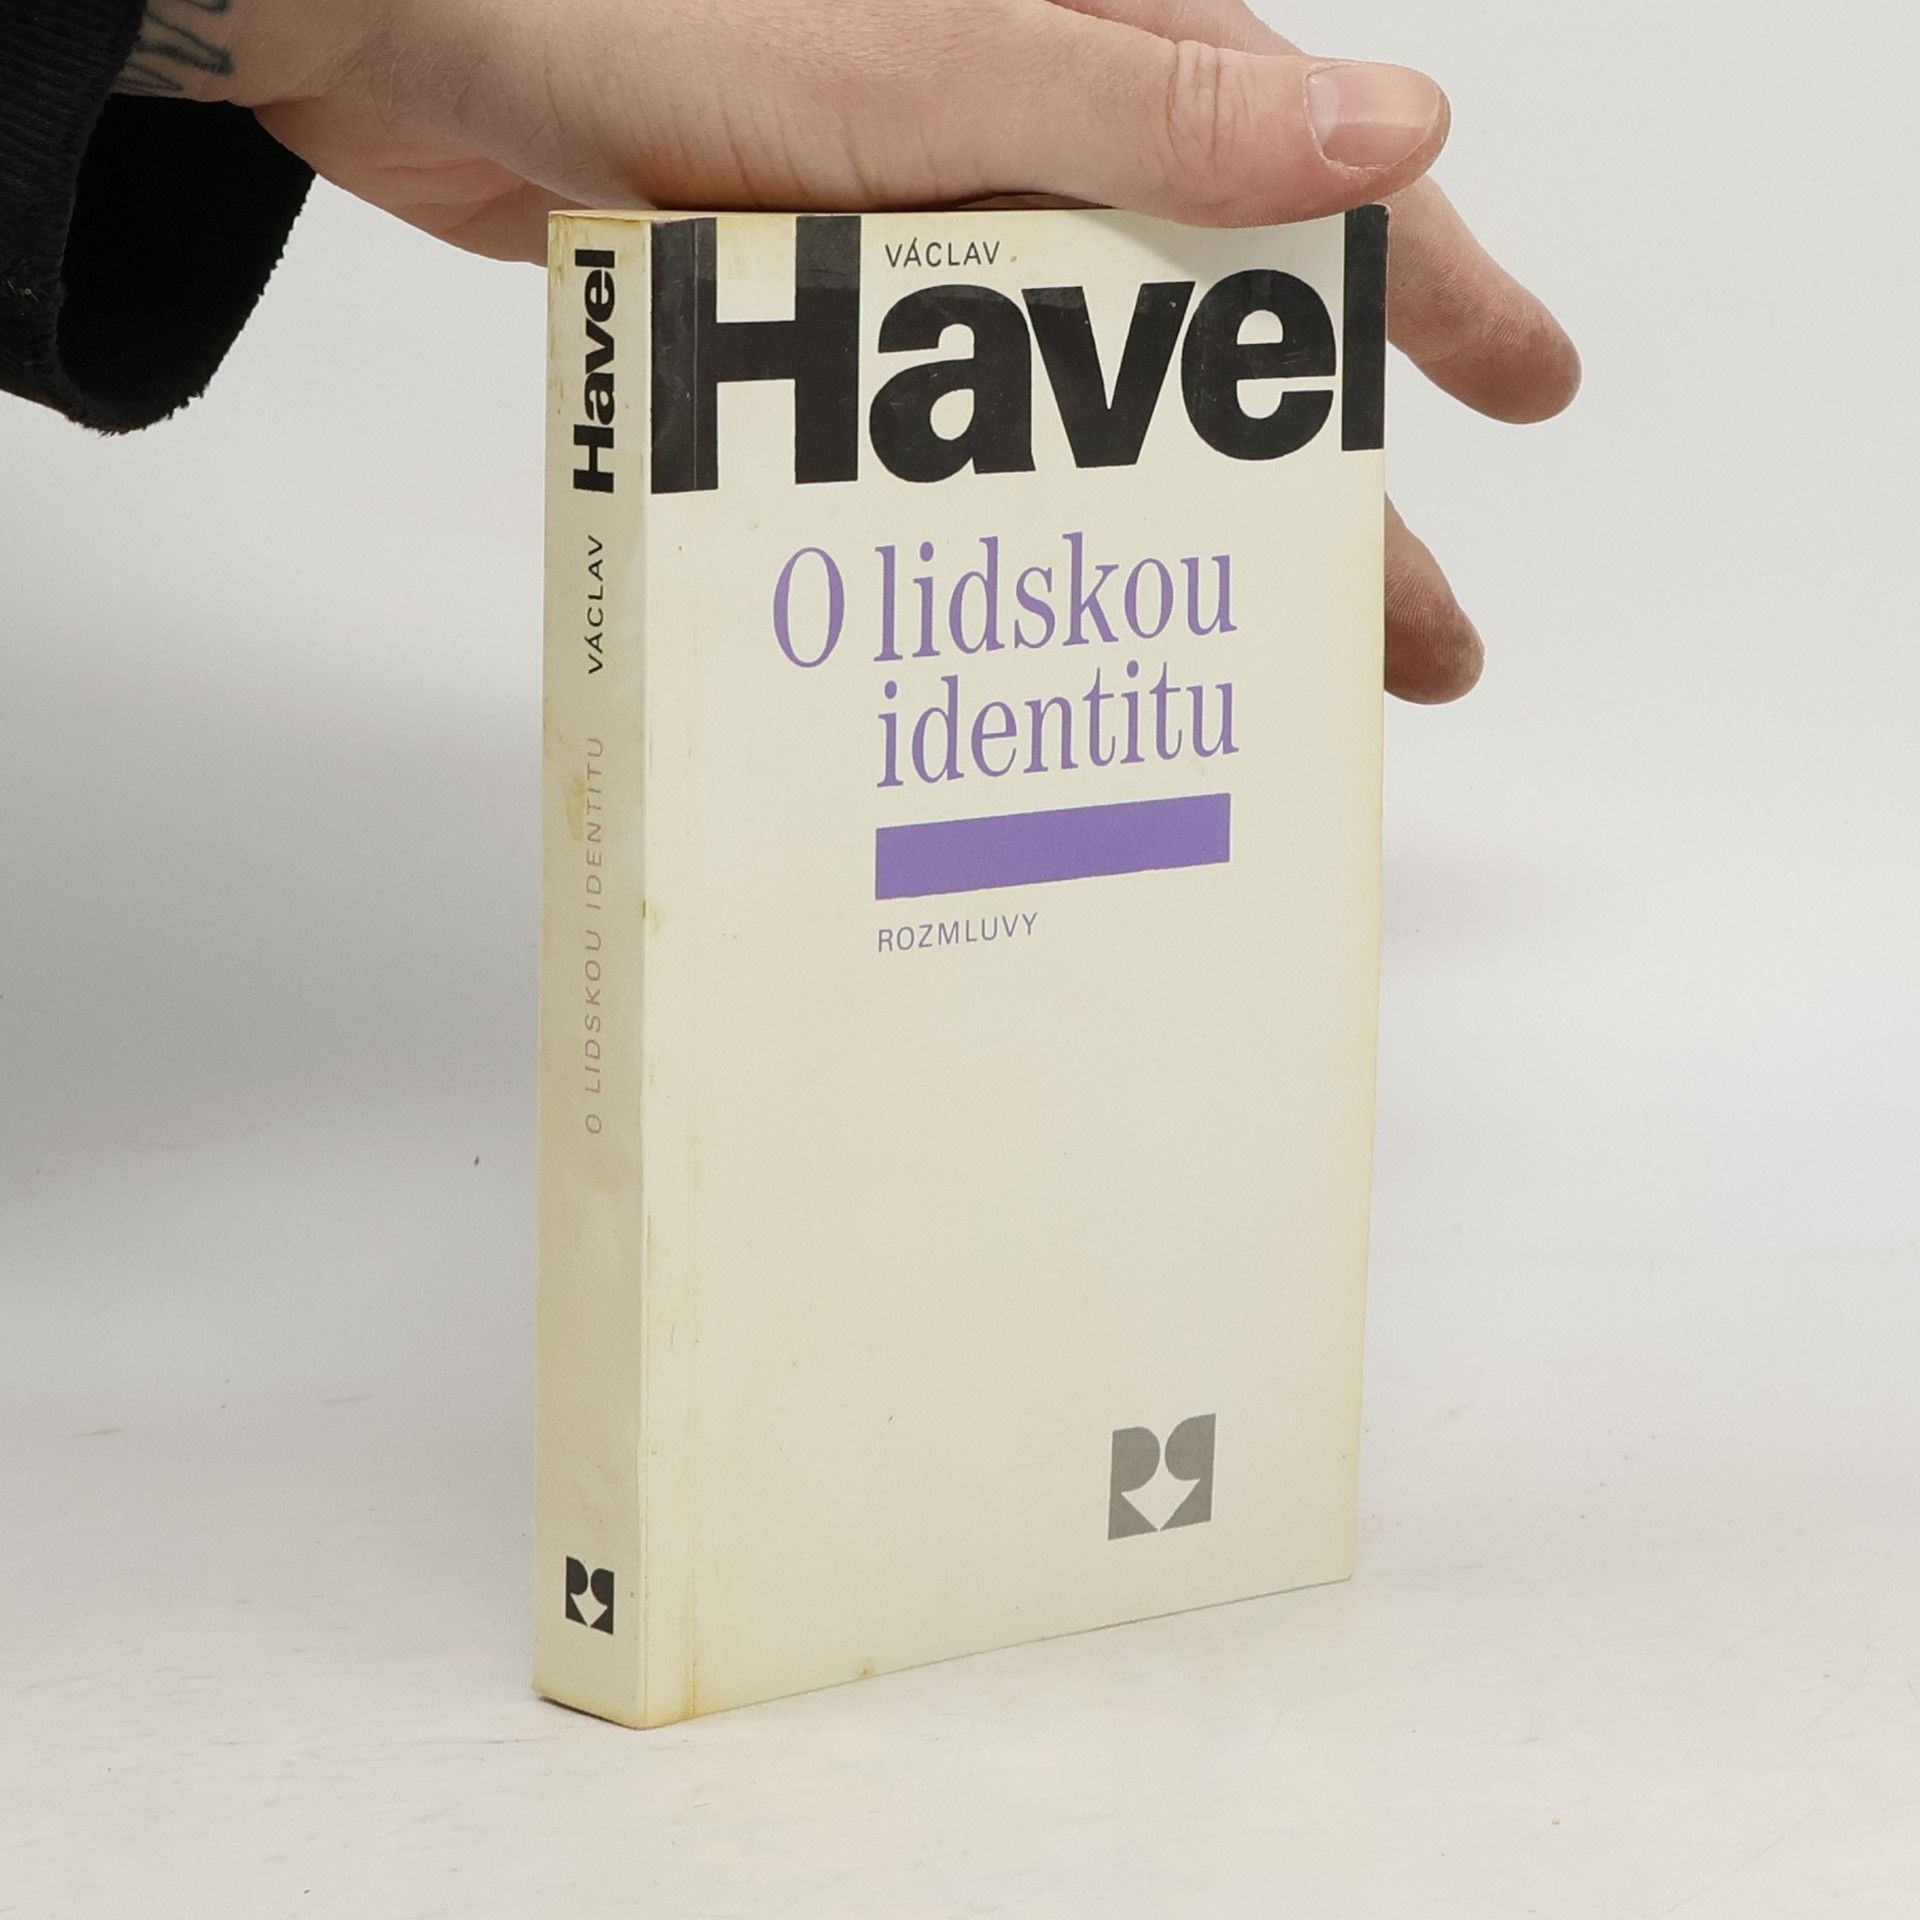 VÁCLAV
Havel
O lidskou
identitu
ROZMLUVY
O LIDSKOU IDENTITU VÁCLAV Havel